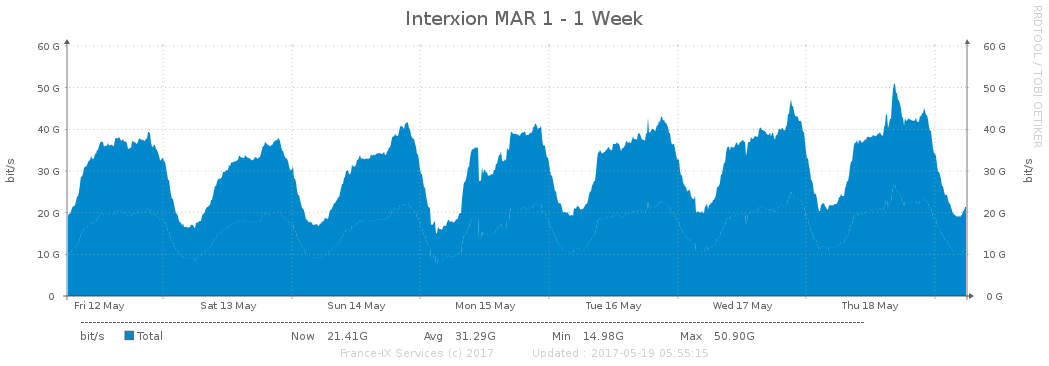 Interxion MAR 1 - 1 Week
RRDTOOL / TOBI OETIKER
60 G 60 G
50 G 50 G
40 G 40 G
30 G 30 G
20 G 20 G
10 G 10 G
0 0 G
bit/s
bit/s
Fri 12 May Sat 13 May Sun 14 May Mon 15 May Tue 16 May Wed 17 May Thu 18 May
bit/s Total Now 21.41G Avg 31.29G Min 14.98G Max 50.90G
France-IX Services (c) 2017 Updated : 2017-05-19 05:55:15